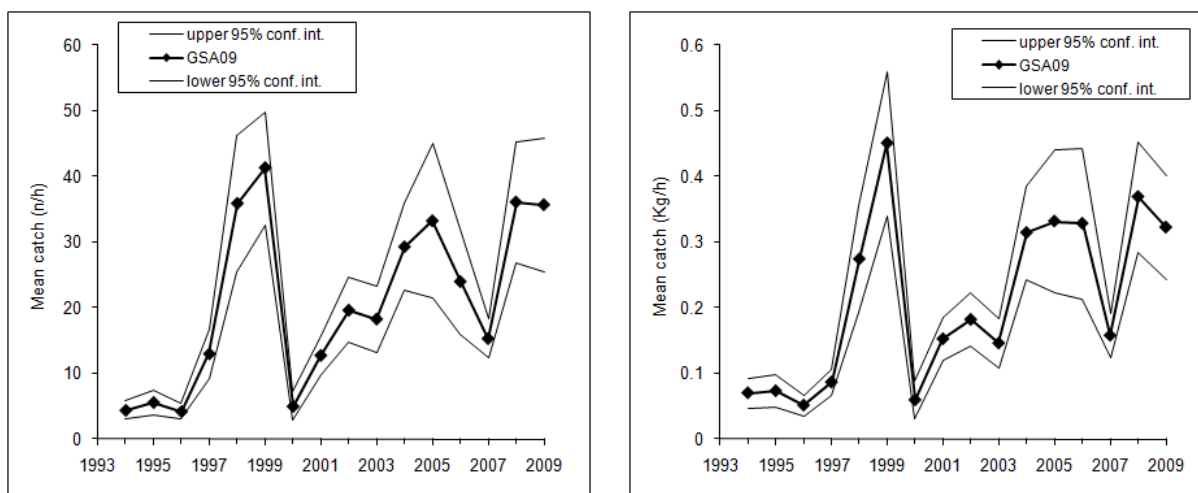 upper 95% conf. int.
GSA09
lower 95% conf. int.
Mean catch (n/h)
60
50
40
30
20
10
0
1993 1995 1997 1999 2001 2003 2005 2007 2009
upper 95% conf. int.
GSA09
lower 95% conf. int.
Mean catch (Kg/h)
0.6
0.5
0.4
0.3
0.2
0.1
0
1993 1995 1997 1999 2001 2003 2005 2007 2009